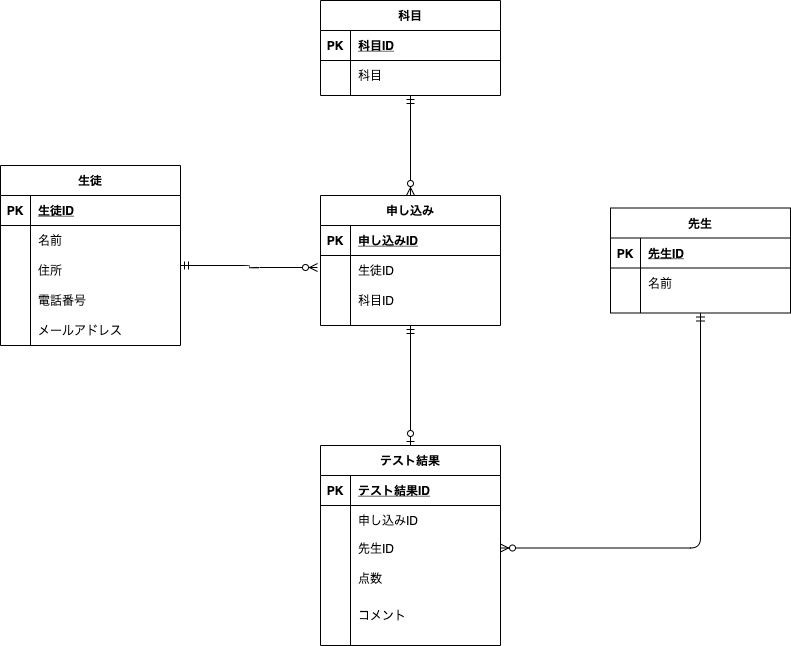 科目
PK 科目ID
科目
生徒
PK 生徒ID
名前
住所
電話番号
メールアドレス
申し込み
PK 申し込みID
生徒ID
科目ID
先生
PK 先生ID
名前
テスト結果
PK テスト結果ID
申し込みID
先生ID
点数
コメント